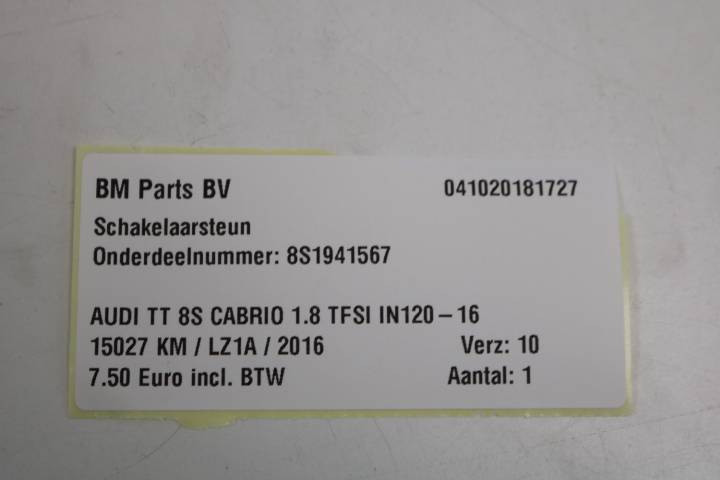 BM Parts BV 041020181727
Schakelaarsteun
Onderdeelnummer: 8S1941567
AUDI TT 8S CABRIO 1.8 TFSI IN120-16
15027 KM / LZ1A / 2016 Verz: 10
7.50 Euro incl. BTW Aantal: 1